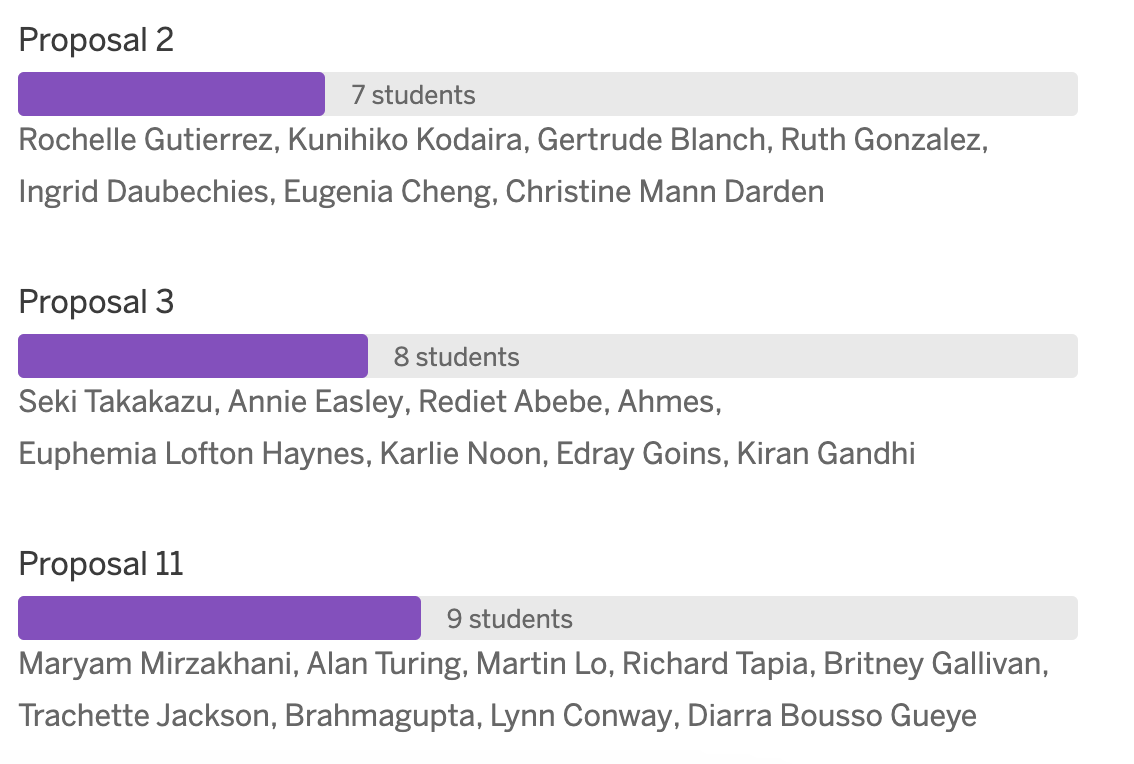 Proposal 2
7 students
Rochelle Gutierrez, Kunihiko Kodaira, Gertrude Blanch, Ruth Gonzalez,
Ingrid Daubechies, Eugenia Cheng, Christine Mann Darden
Proposal 3
8 students
Seki Takakazu, Annie Easley, Rediet Abebe, Ahmes,
Euphemia Lofton Haynes, Karlie Noon, Edray Goins, Kiran Gandhi
Proposal 11
9 students
Maryam Mirzakhani, Alan Turing, Martin Lo, Richard Tapia, Britney Gallivan,
Trachette Jackson, Brahmagupta, Lynn Conway, Diarra Bousso Gueye